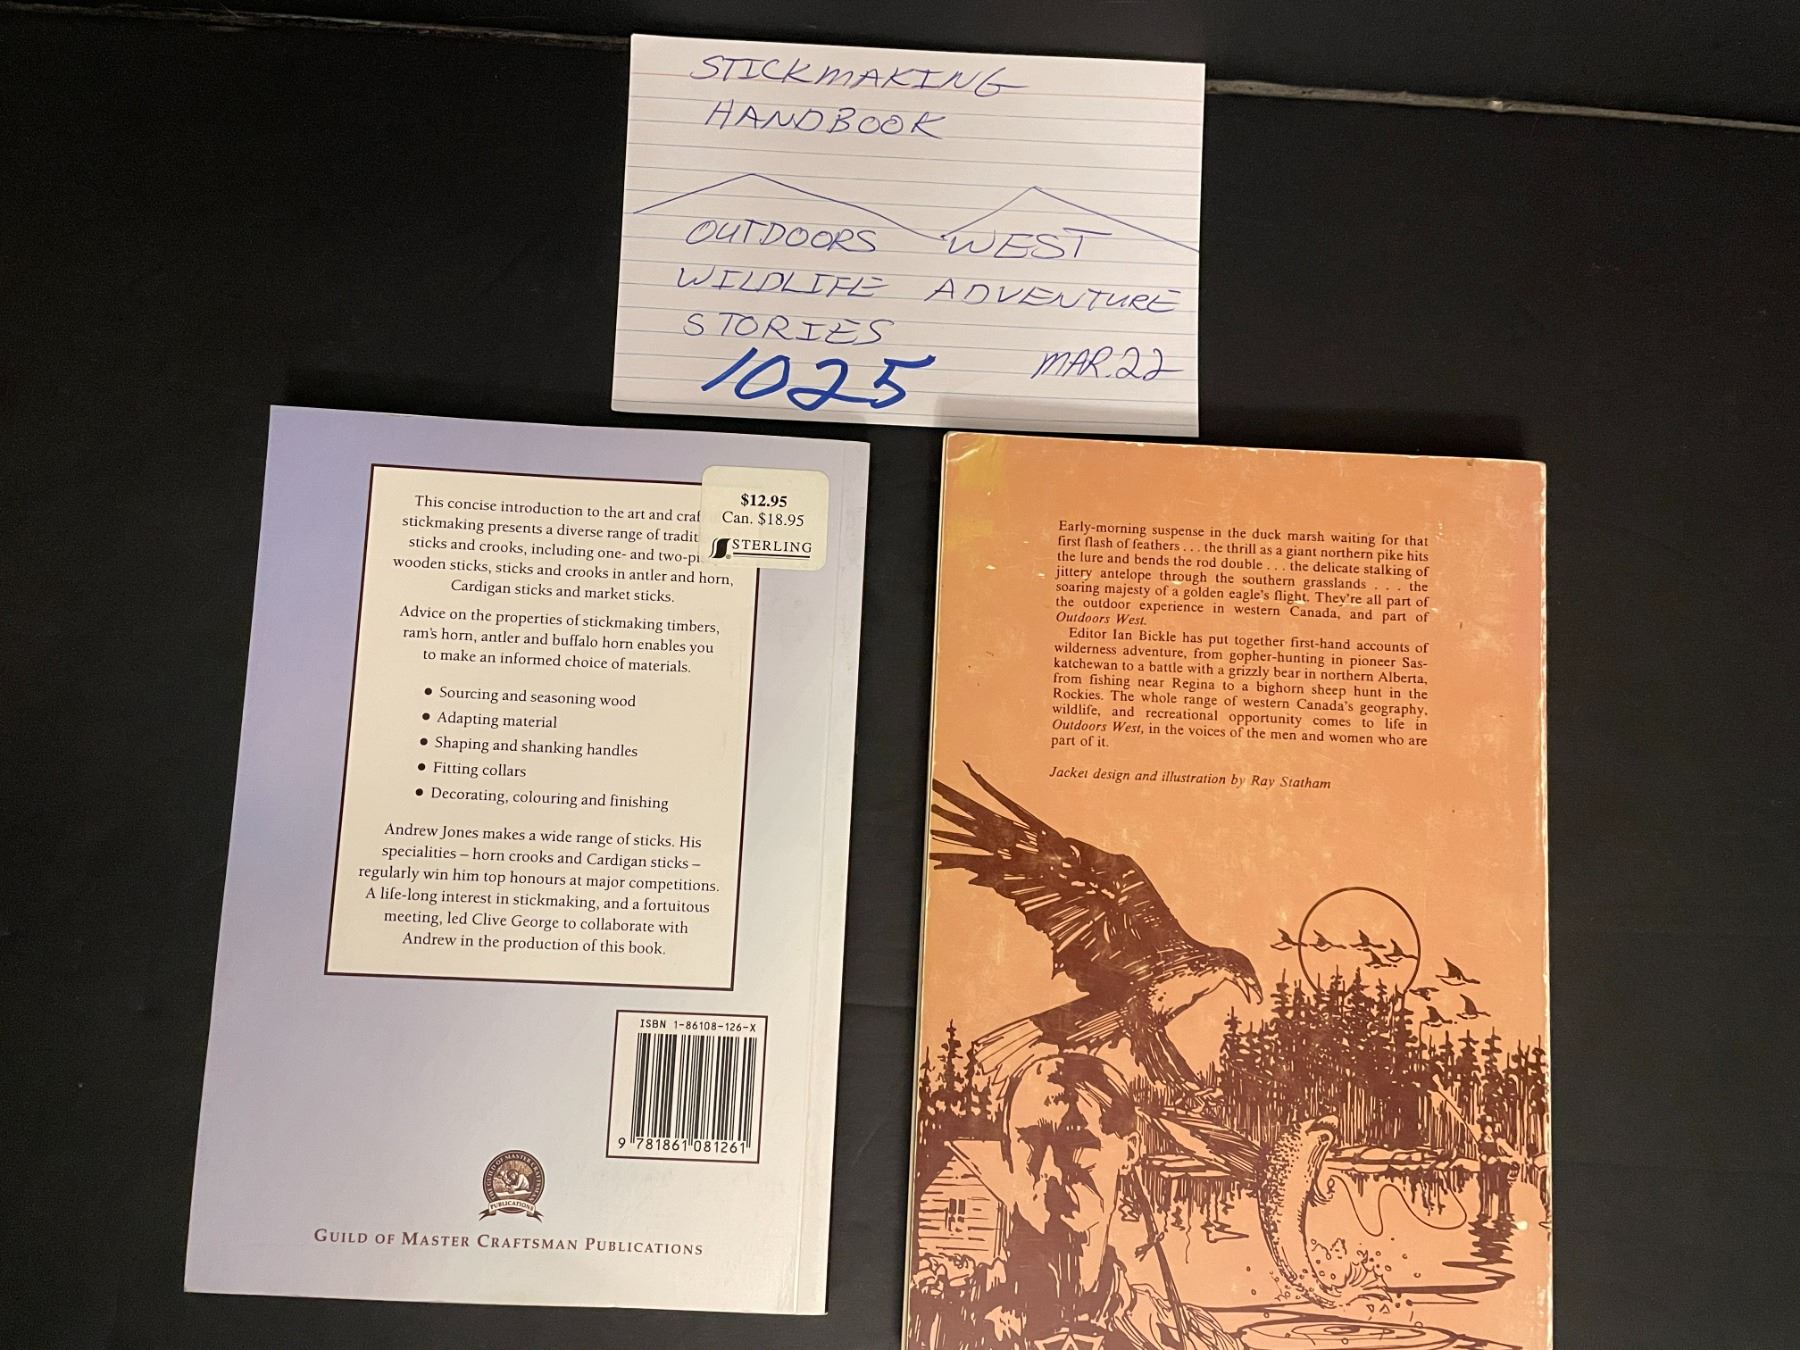 STICKMAKING
HANDBOOK
OUTDOORS WEST
WILDLIFE ADVENTURE
STORIES
1025 MAR. 22
This concise introduction to the art and craf
stickmaking presents a diverse range of tradit
sticks and crooks, including one- and two-pi
wooden sticks, sticks and crooks in antler and horn,
Cardigan sticks and market sticks.
$12.95
Can. $18.95
STERLING
Advice on the properties of stickmaking timbers,
ram's horn, antler and buffalo horn enables you
to make an informed choice of materials.
• Sourcing and seasoning wood
• Adapting material
• Shaping and shanking handles
• Fitting collars
• Decorating, colouring and finishing
Andrew Jones makes a wide range of sticks. His
specialities – horn crooks and Cardigan sticks –
regularly win him top honours at major competitions.
A life-long interest in stickmaking, and a fortuitous
meeting, led Clive George to collaborate with
Andrew in the production of this book.
ISBN 1-86108-126-X
9 781861 081261
THE GUILD OF MASTER CRAFTSMAN
PUBLICATIONS
GUILD OF MASTER CRAFTSMAN PUBLICATIONS
Early-morning suspense in the duck marsh waiting for that
first flash of feathers . . . the thrill as a giant northern pike hits
the lure and bends the rod double . . . the delicate stalking of
jittery antelope through the southern grasslands . . . the
soaring majesty of a golden eagle's flight. They're all part of
the outdoor experience in western Canada, and part of
Outdoors West.
Editor Ian Bickle has put together first-hand accounts of
wilderness adventure, from gopher-hunting in pioneer Sas-
katchewan to a battle with a grizzly bear in northern Alberta,
from fishing near Regina to a bighorn sheep hunt in the
Rockies. The whole range of western Canada's geography,
wildlife, and recreational opportunity comes to life in
Outdoors West, in the voices of the men and women who are
part of it.
Jacket design and illustration by Ray Statham